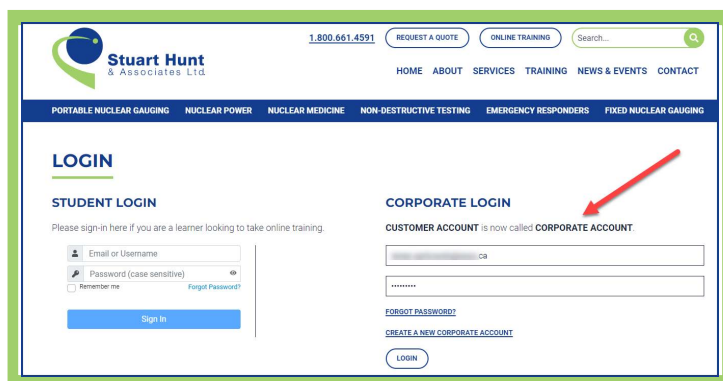 1.800.661.4591 REQUEST A QUOTE ONLINE TRAINING Search...
Stuart Hunt
& Associates Ltd.
HOME ABOUT SERVICES TRAINING NEWS & EVENTS CONTACT
PORTABLE NUCLEAR GAUGING NUCLEAR POWER NUCLEAR MEDICINE NON-DESTRUCTIVE TESTING EMERGENCY RESPONDERS FIXED NUCLEAR GAUGING
LOGIN
STUDENT LOGIN
Please sign-in here if you are a learner looking to take online training.
Email or Username
Password (case sensitive)
Remember me Forgot Password?
Sign In
CORPORATE LOGIN
CUSTOMER ACCOUNT is now called CORPORATE ACCOUNT.
ca
•••••••••
FORGOT PASSWORD?
CREATE A NEW CORPORATE ACCOUNT
LOGIN